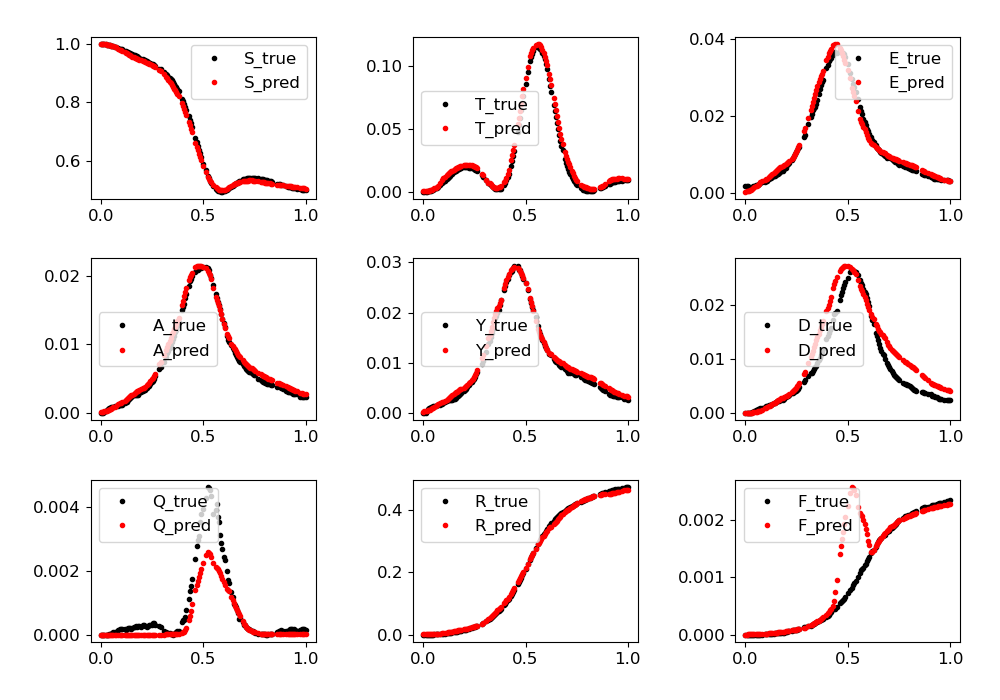 1.0
0.8
0.6
0.0 0.5 1.0
S_true
S_pred
0.10
0.05
0.00
0.0 0.5 1.0
T_true
T_pred
0.04
0.02
0.00
0.0 0.5 1.0
E_true
E_pred
0.02
0.01
0.00
0.0 0.5 1.0
A_true
A_pred
0.03
0.02
0.01
0.00
0.0 0.5 1.0
Y_true
Y_pred
0.02
0.01
0.00
0.0 0.5 1.0
D_true
D_pred
0.004
0.002
0.000
0.0 0.5 1.0
Q_true
Q_pred
0.4
0.2
0.0
0.0 0.5 1.0
R_true
R_pred
0.002
0.001
0.000
0.0 0.5 1.0
F_true
F_pred